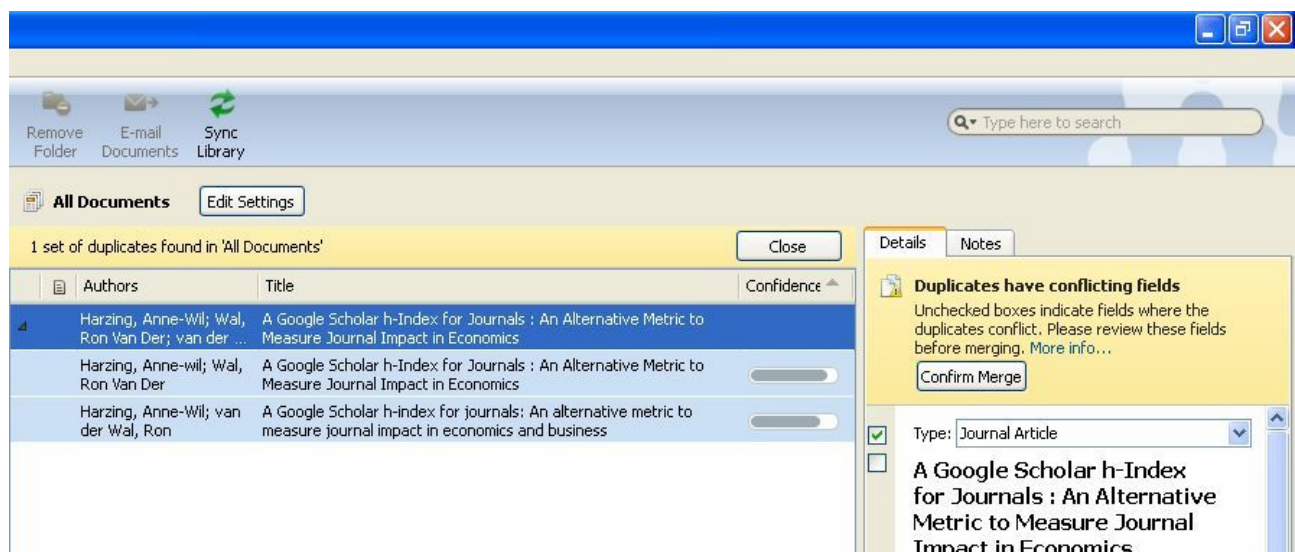 Remove Folder
E-mail Documents
Sync Library
Type here to search
All Documents
Edit Settings
1 set of duplicates found in 'All Documents'
Close
Authors Title Confidence
Harzing, Anne-Wil; Wal, Ron Van Der; van der ...
A Google Scholar h-Index for Journals : An Alternative Metric to
Measure Journal Impact in Economics
Harzing, Anne-wil; Wal, Ron Van Der
A Google Scholar h-Index for Journals : An Alternative Metric to
Measure Journal Impact in Economics
Harzing, Anne-Wil; van der Wal, Ron
A Google Scholar h-index for journals: An alternative metric to
measure journal impact in economics and business
Details Notes
Duplicates have conflicting fields
Unchecked boxes indicate fields where the
duplicates conflict. Please review these fields
before merging. More info...
Confirm Merge
Type: Journal Article
A Google Scholar h-Index
for Journals : An Alternative
Metric to Measure Journal
Impact in Economics